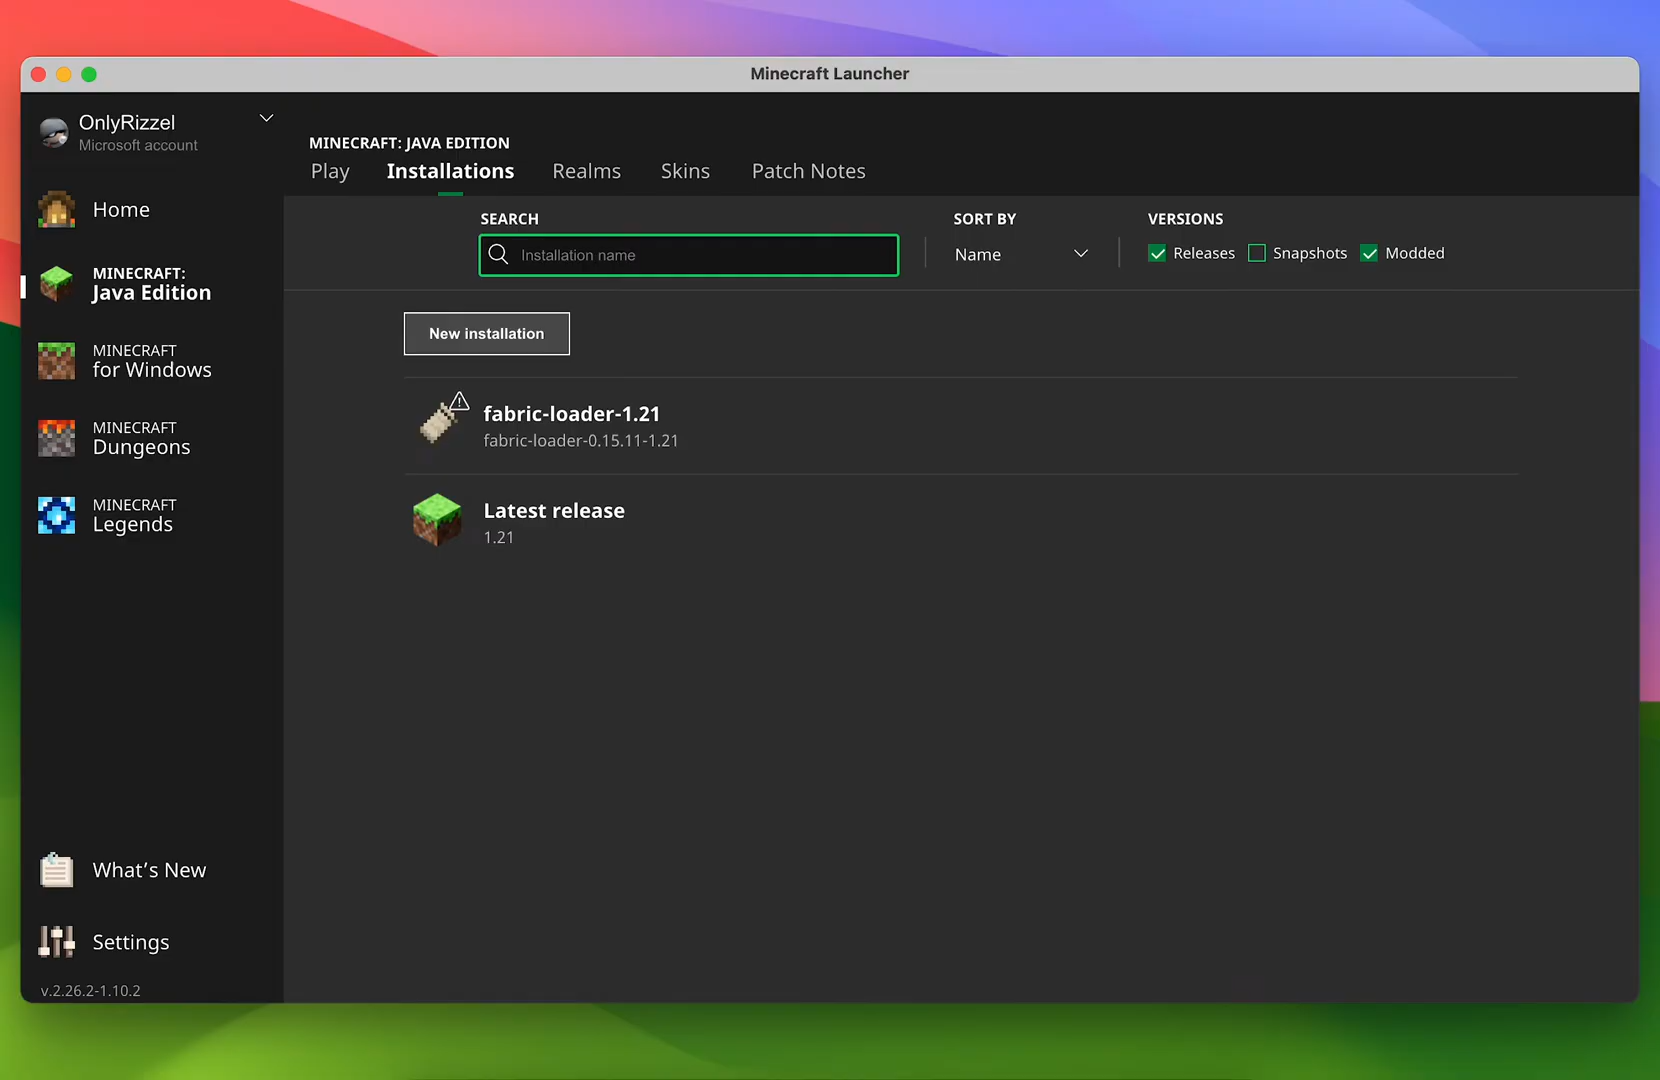 Minecraft Launcher
OnlyRizzel
Microsoft account
Home
MINECRAFT:
Java Edition
MINECRAFT
for Windows
MINECRAFT
Dungeons
MINECRAFT
Legends
What’s New
Settings
v.2.26.2-1.10.2
MINECRAFT: JAVA EDITION
Play Installations Realms Skins Patch Notes
SEARCH SORT BY VERSIONS
Installation name Name Releases Snapshots Modded
New installation
fabric-loader-1.21
fabric-loader-0.15.11-1.21
Latest release
1.21